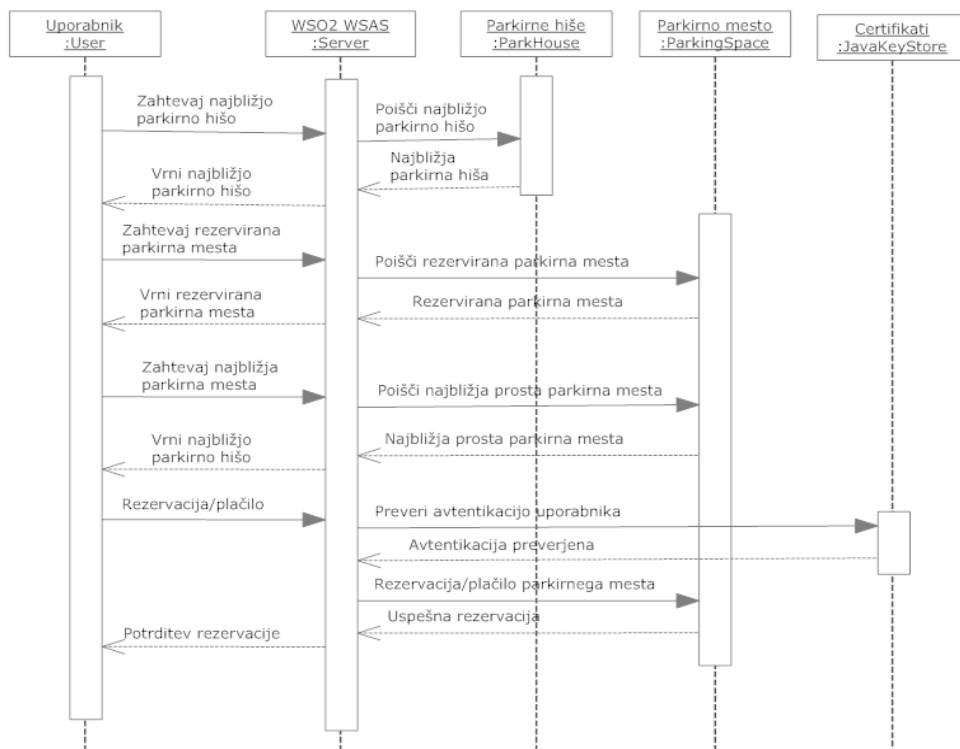 Uporabnik
:User
WSO2 WSAS
:Server
Parkirne hiše
:ParkHouse
Parkirno mesto
:ParkingSpace
Certifikati
:JavaKeyStore
Zahtevaj najbližjo
parkirno hišo
Poišči najbližjo
parkirno hišo
Najbližja
parkirna hiša
Vrni najbližjo
parkirno hišo
Zahtevaj rezervirana
parkirna mesta
Poišči rezervirana parkirna mesta
Rezervirana parkirna mesta
Vrni rezervirana
parkirna mesta
Zahtevaj najbližja
parkirna mesta
Poišči najbližja prosta parkirna mesta
Najbližja prosta parkirna mesta
Vrni najbližjo
parkirno hišo
Rezervacija/plačilo
Preveri avtentikacijo uporabnika
Avtentikacija preverjena
Rezervacija/plačilo parkirnega mesta
Uspešna rezervacija
Potrditev rezervacije